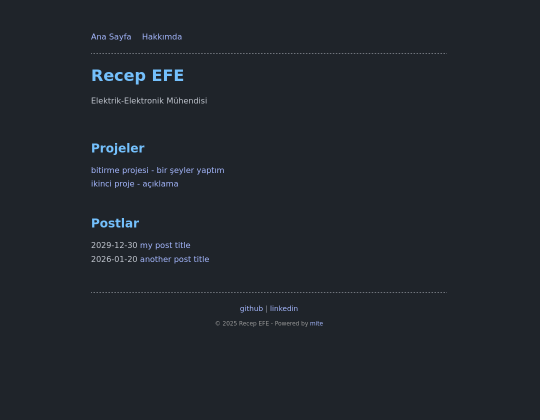 Ana Sayfa Hakkımda
Recep EFE
Elektrik-Elektronik Mühendisi
Projeler
bitirme projesi - bir şeyler yaptım
ikinci proje - açıklama
Postlar
2029-12-30 my post title
2026-01-20 another post title
github | linkedin
© 2025 Recep EFE · Powered by mite